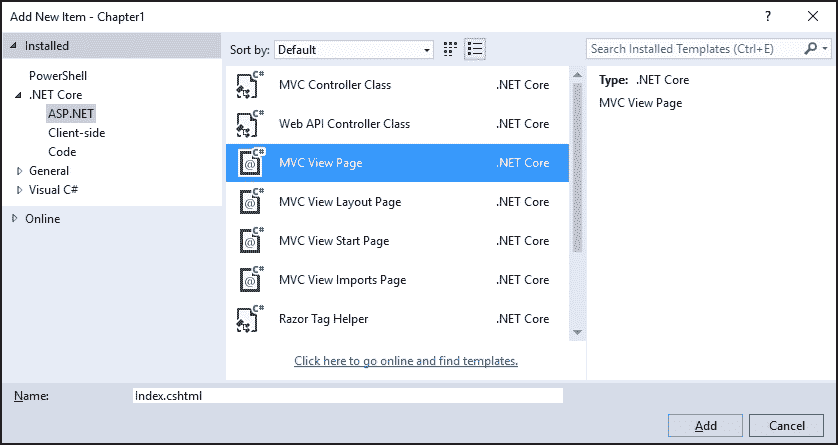 Add New Item - Chapter1
? ×
Installed
Sort by: Default
Search Installed Templates (Ctrl+E)
PowerShell
.NET Core
ASP.NET
Client-side
Code
General
Visual C#
Online
C# MVC Controller Class .NET Core
C# Web API Controller Class .NET Core
C# @ MVC View Page .NET Core
C# @ MVC View Layout Page .NET Core
C# @ MVC View Start Page .NET Core
C# @ MVC View Imports Page .NET Core
C# Razor Tag Helper .NET Core
Click here to go online and find templates.
Type: .NET Core
MVC View Page
Name: Index.cshtml
Add Cancel